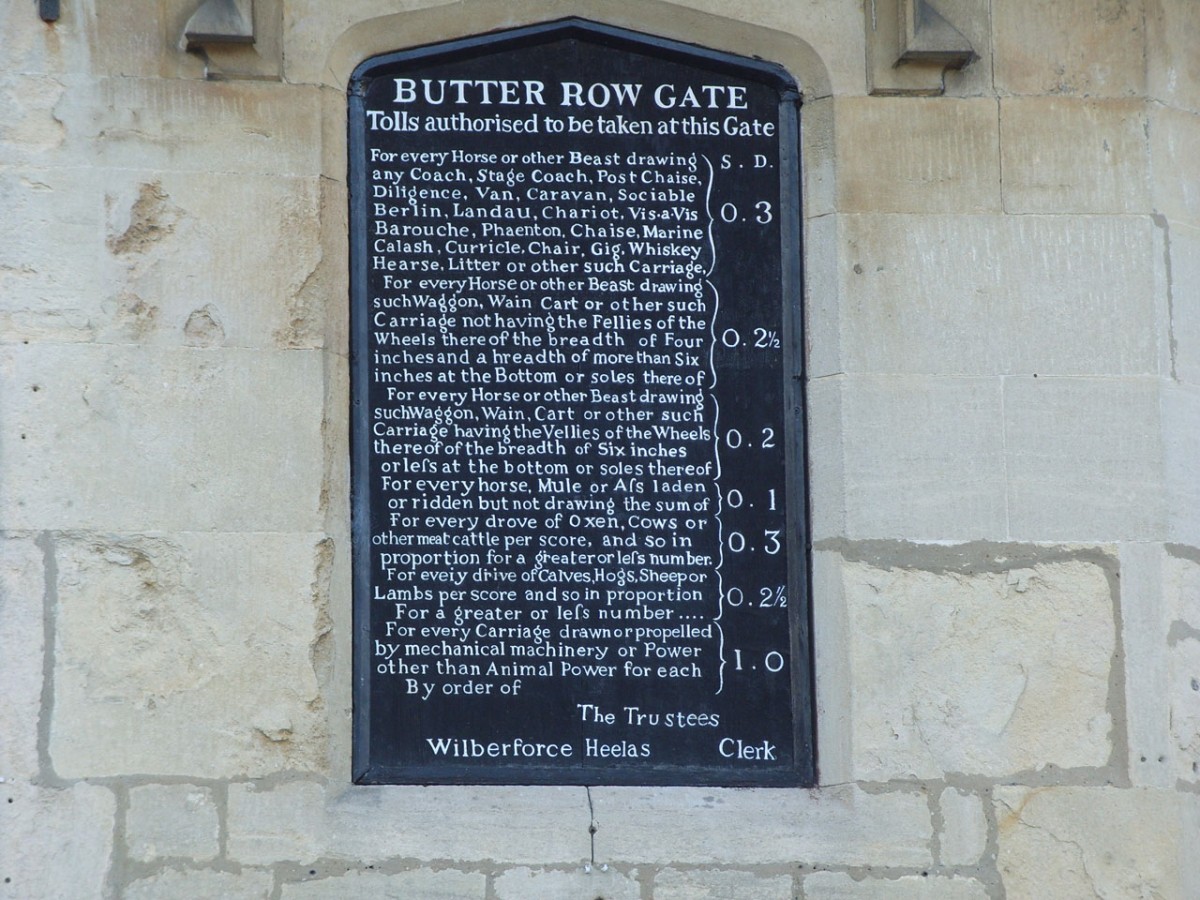 BUTTER ROW GATE
Tolls authorised to be taken at this Gate
For every Horse or other Beast drawing S. D.
any Coach, Stage Coach, Post Chaise,
Diligence, Van, Caravan, Sociable
Berlin, Landau, Chariot, Vis-a-Vis 0.3
Barouche, Phaenton, Chaise, Marine
Calash, Curricle, Chair, Gig, Whiskey
Hearse, Litter or other such Carriage,
For every Horse or other Beast drawing
such Waggon, Wain Cart or other such
Carriage not having the Fellies of the
Wheels there of the breadth of Four 0.2½
inches and a hreadth of more than Six
inches at the Bottom or soles there of
For every Horse or other Beast drawing
such Waggon, Wain, Cart or other such
Carriage having the Vellies of the Wheels 0.2
there of of the breadth of Six inches
or leſs at the bottom or soles thereof
For every horse, Mule or Aſs laden
or ridden but not drawing the sum of 0.1
For every drove of Oxen, Cows or
other meat cattle per score, and so in 0.3
proportion for a greater or leſs number.
For eveiy drive of Calves, Hogs, Sheep or
Lambs per score and so in proportion 0.2½
For a greater or leſs number ....
For every Carriage drawn or propelled
by mechanical machinery or Power 1.0
other than Animal Power for each
By order of
The Trustees
Wilberforce Heelas Clerk